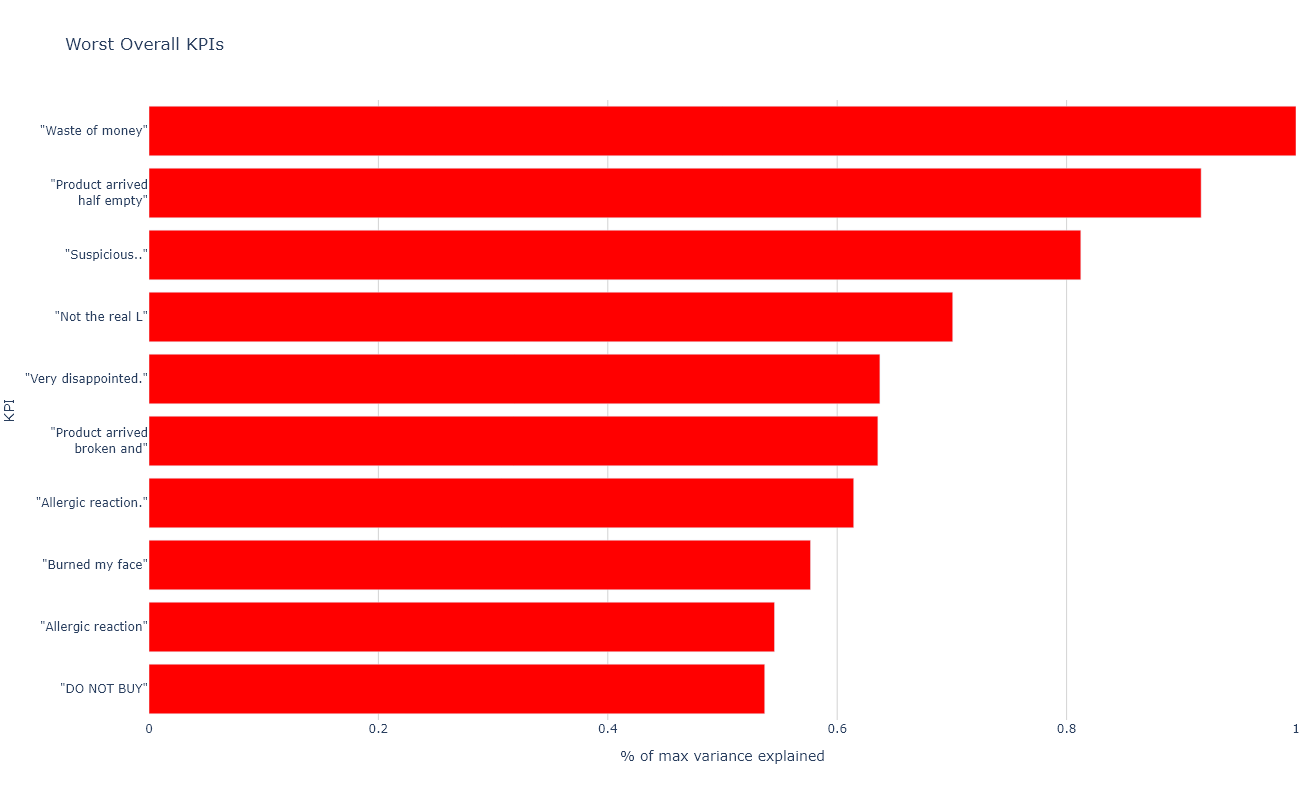 Worst Overall KPIs
"Waste of money"
"Product arrived
half empty"
"Suspicious.."
"Not the real L"
"Very disappointed."
"Product arrived
broken and"
"Allergic reaction."
"Burned my face"
"Allergic reaction"
"DO NOT BUY"
KPI
0 0.2 0.4 0.6 0.8 1
% of max variance explained